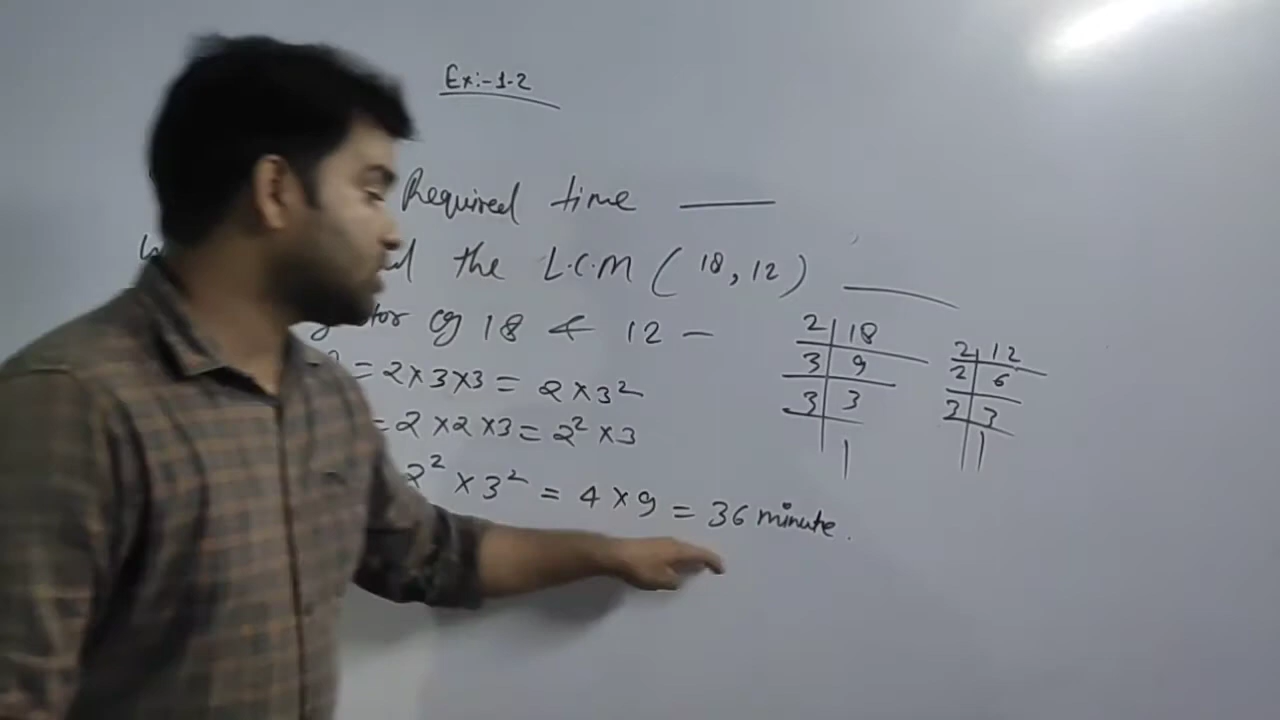 Ex:-1.2
Required time
the L.C.M (18, 12)
of 18 & 12 -
= 2×3×3 = 2×3²
= 2×2×3 = 2²×3
2²×3² = 4×9 = 36 minute.
2 | 18
3 | 9
3 | 3
1
2 | 12
2 | 6
3 | 3
1